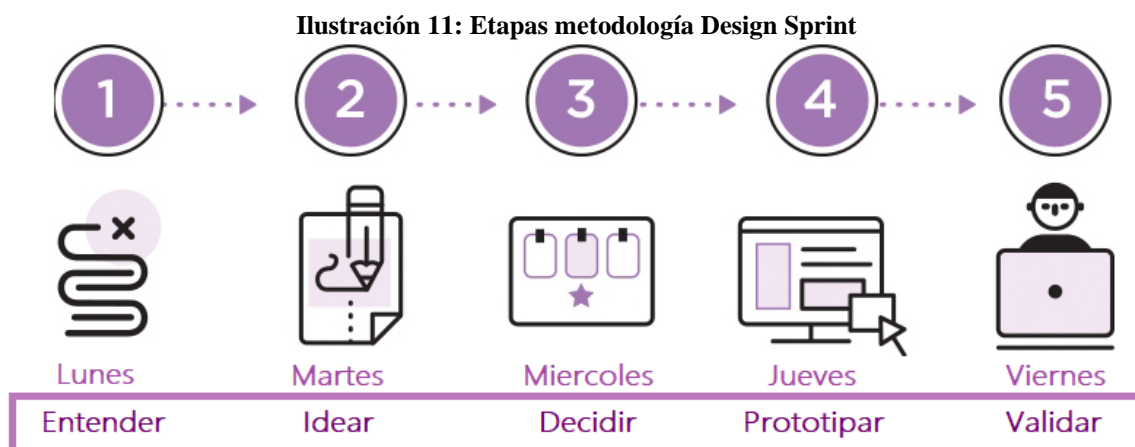 Ilustración 11: Etapas metodología Design Sprint
1 2 3 4 5
Lunes Martes Miercoles Jueves Viernes
Entender Idear Decidir Prototipar Validar